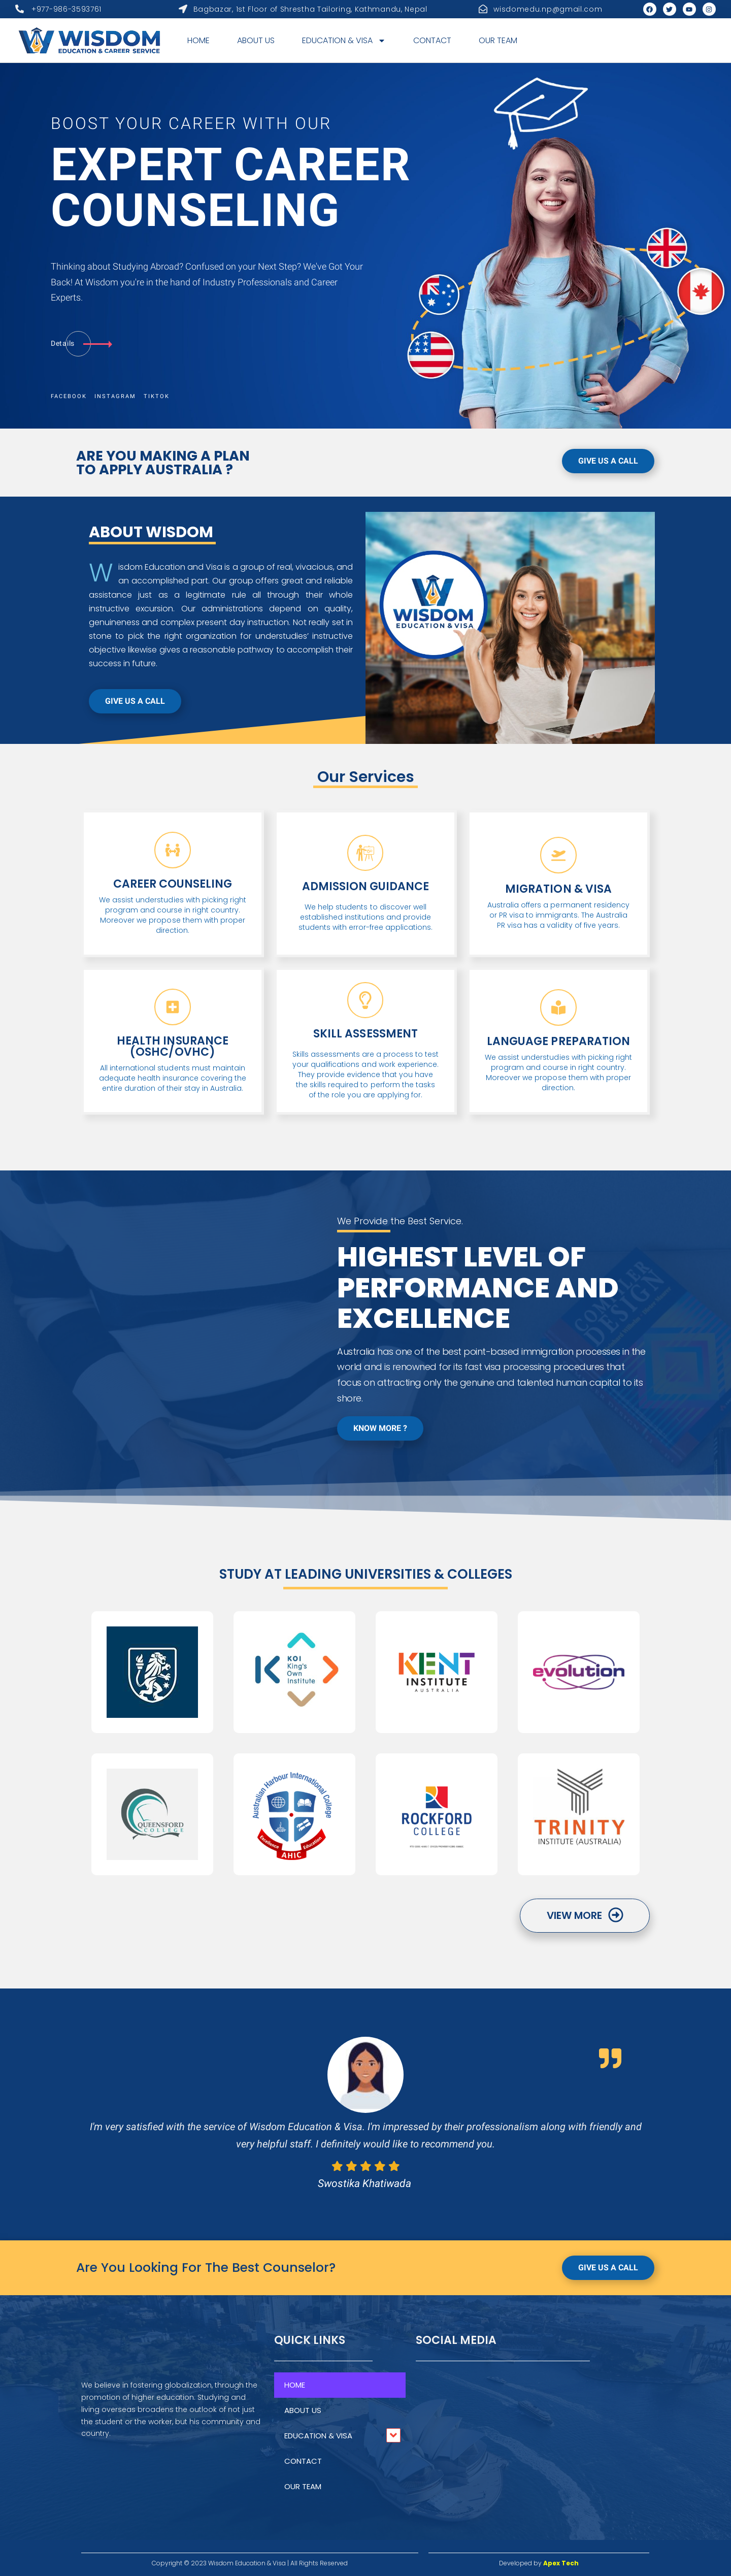 +977-986-3593761
Bagbazar, 1st Floor of Shrestha Tailoring, Kathmandu, Nepal
wisdomedu.np@gmail.com
WISDOM
EDUCATION & CAREER SERVICE
HOME
ABOUT US
EDUCATION & VISA
CONTACT
OUR TEAM
BOOST YOUR CAREER WITH OUR
EXPERT CAREER
COUNSELING
Thinking about Studying Abroad? Confused on your Next Step? We've Got Your
Back! At Wisdom you're in the hand of Industry Professionals and Career
Experts.
Details
FACEBOOK INSTAGRAM TIKTOK
ARE YOU MAKING A PLAN
TO APPLY AUSTRALIA ?
GIVE US A CALL
ABOUT WISDOM
Wisdom Education and Visa is a group of real, vivacious, and
an accomplished part. Our group offers great and reliable
assistance just as a legitimate rule all through their whole
instructive excursion. Our administrations depend on quality,
genuineness and complex present day instruction. Not really set in
stone to pick the right organization for understudies' instructive
objective likewise gives a reasonable pathway to accomplish their
success in future.
GIVE US A CALL
WISDOM
EDUCATION & VISA
Our Services
CAREER COUNSELING
We assist understudies with picking right
program and course in right country.
Moreover we propose them with proper
direction.
ADMISSION GUIDANCE
We help students to discover well
established institutions and provide
students with error-free applications.
MIGRATION & VISA
Australia offers a permanent residency
or PR visa to immigrants. The Australia
PR visa has a validity of five years.
HEALTH INSURANCE
(OSHC/OVHC)
All international students must maintain
adequate health insurance covering the
entire duration of their stay in Australia.
SKILL ASSESSMENT
Skills assessments are a process to test
your qualifications and work experience.
They provide evidence that you have
the skills required to perform the tasks
of the role you are applying for.
LANGUAGE PREPARATION
We assist understudies with picking right
program and course in right country.
Moreover we propose them with proper
direction.
We Provide the Best Service.
HIGHEST LEVEL OF
PERFORMANCE AND
EXCELLENCE
Australia has one of the best point-based immigration processes in the
world and is renowned for its fast visa processing procedures that
focus on attracting only the genuine and talented human capital to its
shore.
KNOW MORE ?
COMPUTER
DESIGN
STUDY AT LEADING UNIVERSITIES & COLLEGES
KOI
King's
Own
Institute
KENT
INSTITUTE
AUSTRALIA
evolution
QUEENSFORD
COLLEGE
Australian Harbour International College
Excellence Education
AHIC
ROCKFORD
COLLEGE
TRINITY
INSTITUTE (AUSTRALIA)
VIEW MORE
I'm very satisfied with the service of Wisdom Education & Visa. I'm impressed by their professionalism along with friendly and
very helpful staff. I definitely would like to recommend you.
Swostika Khatiwada
Are You Looking For The Best Counselor?
GIVE US A CALL
We believe in fostering globalization, through the
promotion of higher education. Studying and
living overseas broadens the outlook of not just
the student or the worker, but his community and
country.
QUICK LINKS
HOME
ABOUT US
EDUCATION & VISA
CONTACT
OUR TEAM
SOCIAL MEDIA
Copyright © 2023 Wisdom Education & Visa | All Rights Reserved
Developed by Apex Tech